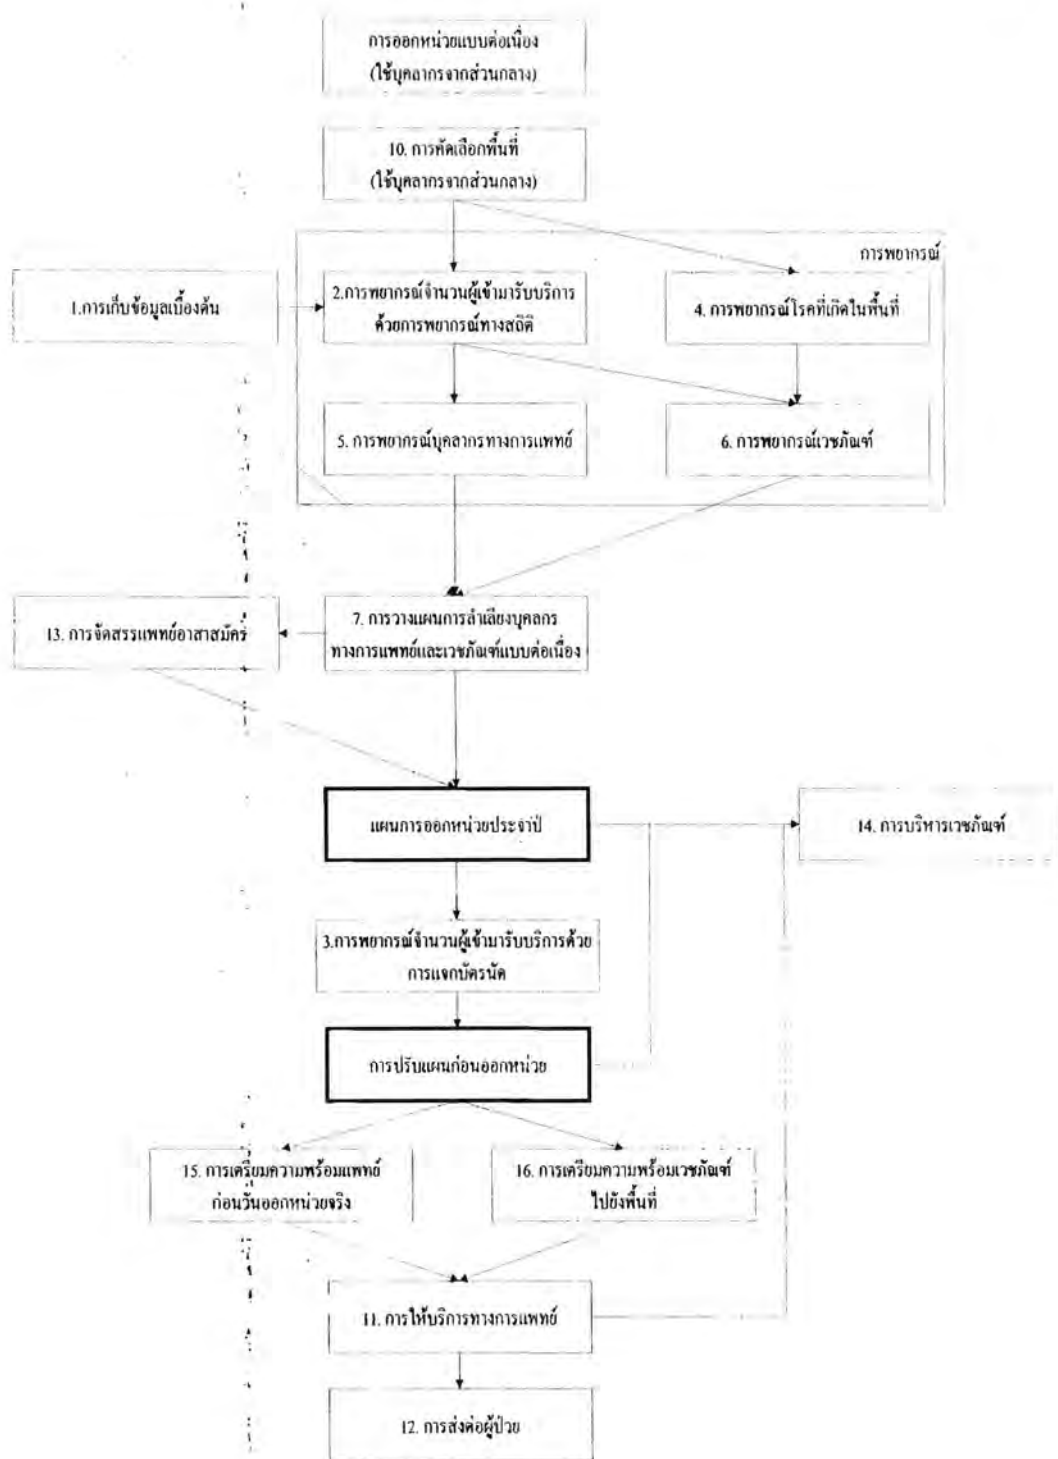 การออกหน่วยแบบต่อเนื่อง
(ใช้บุคลากรจากส่วนกลาง)
10. การคัดเลือกพื้นที่
(ใช้บุคลากรจากส่วนกลาง)
การพยากรณ์
1.การเก็บข้อมูลเบื้องต้น
2.การพยากรณ์จำนวนผู้เข้ามารับบริการ
ด้วยการพยากรณ์ทางสถิติ
4. การพยากรณ์โรคที่เกิดในพื้นที่
5. การพยากรณ์บุคลากรทางการแพทย์
6. การพยากรณ์เวชภัณฑ์
13. การจัดสรรแพทย์อาสาสมัคร
7. การวางแผนการลำเลียงบุคลกร
ทางการแพทย์และเวชภัณฑ์แบบต่อเนื่อง
แผนการออกหน่วยประจำปี
14. การบริหารเวชภัณฑ์
3.การพยากรณ์จำนวนผู้เข้ามารับบริการด้วย
การแจกบัตรนัด
การปรับแผนก่อนออกหน่วย
15. การเตรียมความพร้อมแพทย์
ก่อนวันออกหน่วยจริง
16. การเตรียมความพร้อมเวชภัณฑ์
ไปยังพื้นที่
11. การให้บริการทางการแพทย์
12. การส่งต่อผู้ป่วย